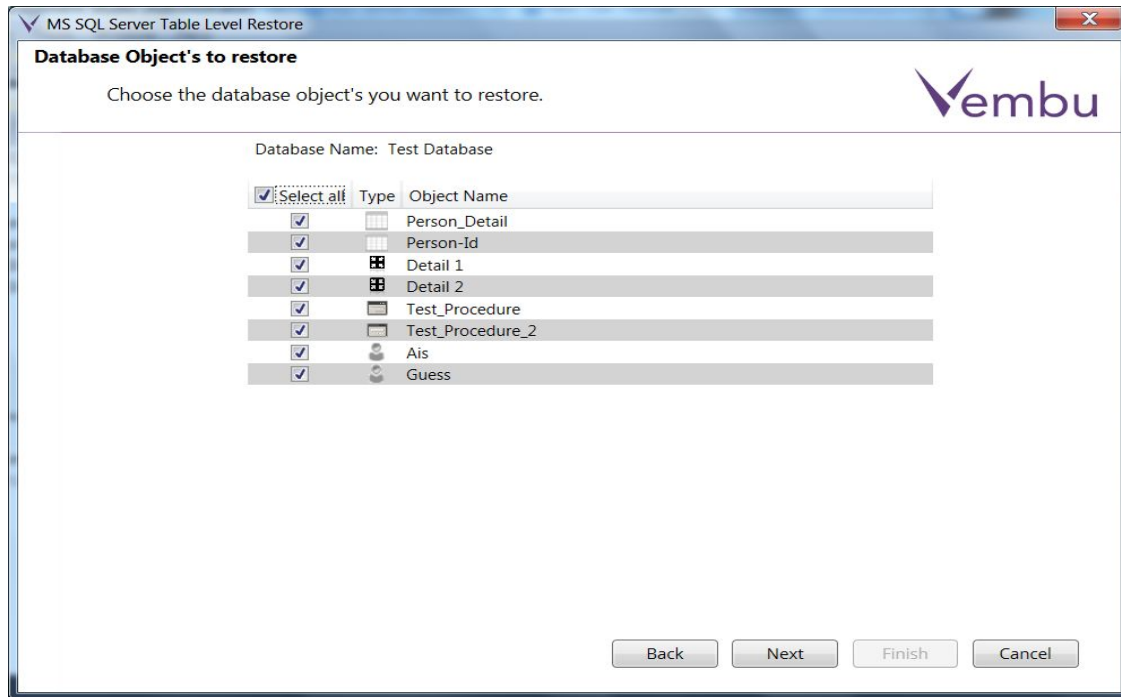 MS SQL Server Table Level Restore
Database Object's to restore
Choose the database object's you want to restore.
Vembu
Database Name: Test Database
Select all Type Object Name
Person_Detail
Person-Id
Detail 1
Detail 2
Test_Procedure
Test_Procedure_2
Ais
Guess
Back Next Finish Cancel